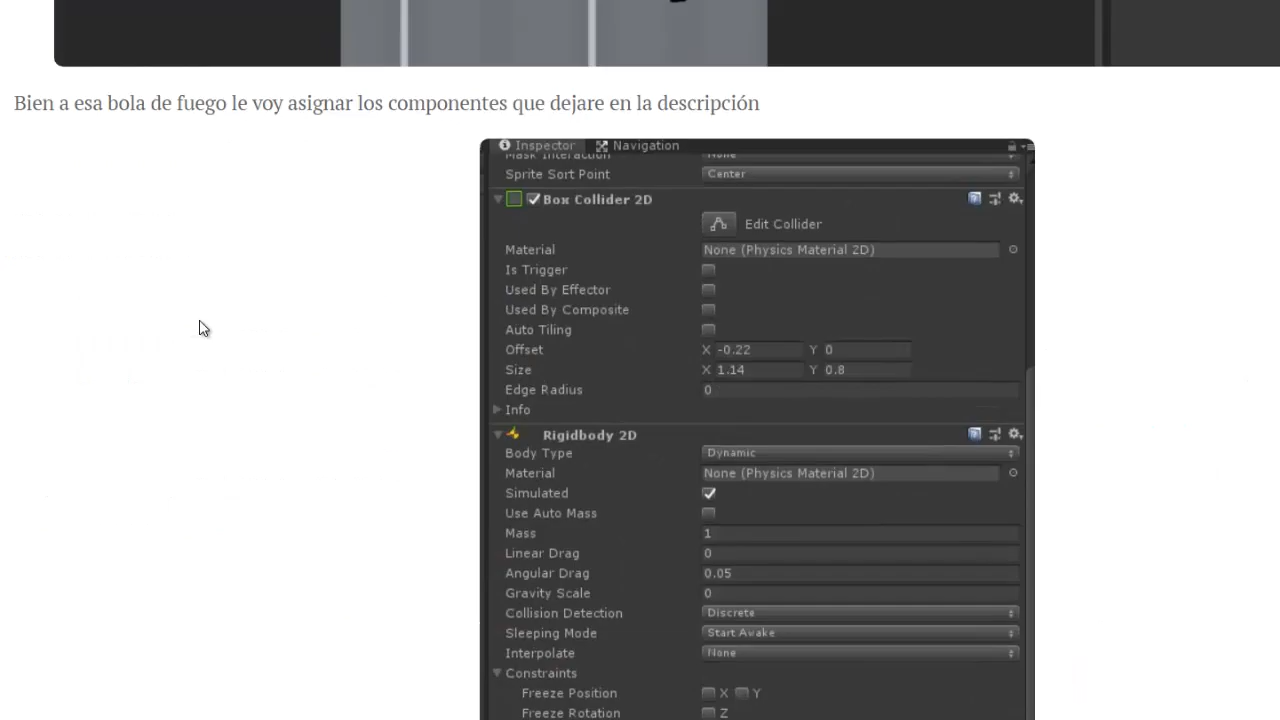 Bien a esa bola de fuego le voy asignar los componentes que dejare en la descripción
Inspector Navigation
Mask Interaction None
Sprite Sort Point Center
Box Collider 2D
Edit Collider
Material None (Physics Material 2D)
Is Trigger
Used By Effector
Used By Composite
Auto Tiling
Offset X -0.22 Y 0
Size X 1.14 Y 0.8
Edge Radius 0
Info
Rigidbody 2D
Body Type Dynamic
Material None (Physics Material 2D)
Simulated
Use Auto Mass
Mass 1
Linear Drag 0
Angular Drag 0.05
Gravity Scale 0
Collision Detection Discrete
Sleeping Mode Start Awake
Interpolate None
Constraints
Freeze Position X Y
Freeze Rotation Z